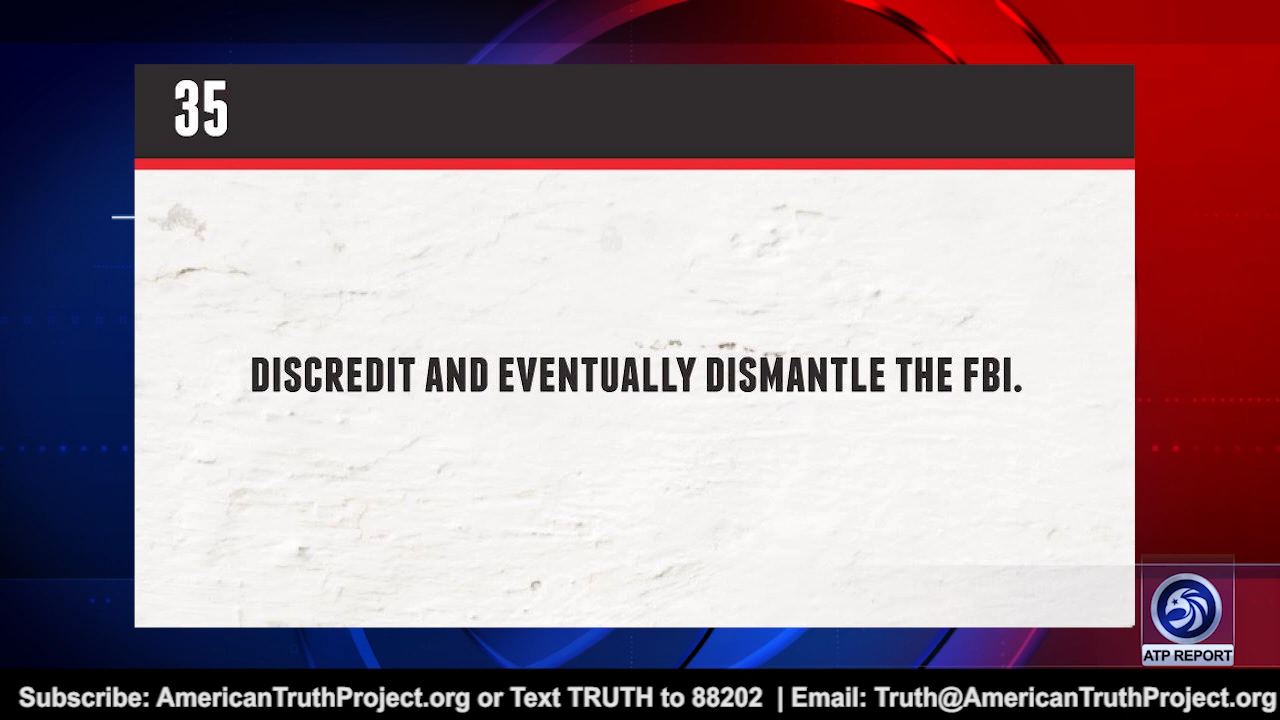 35
DISCREDIT AND EVENTUALLY DISMANTLE THE FBI.
ATP REPORT
Subscribe: AmericanTruthProject.org or Text TRUTH to 88202 | Email: Truth@AmericanTruthProject.org